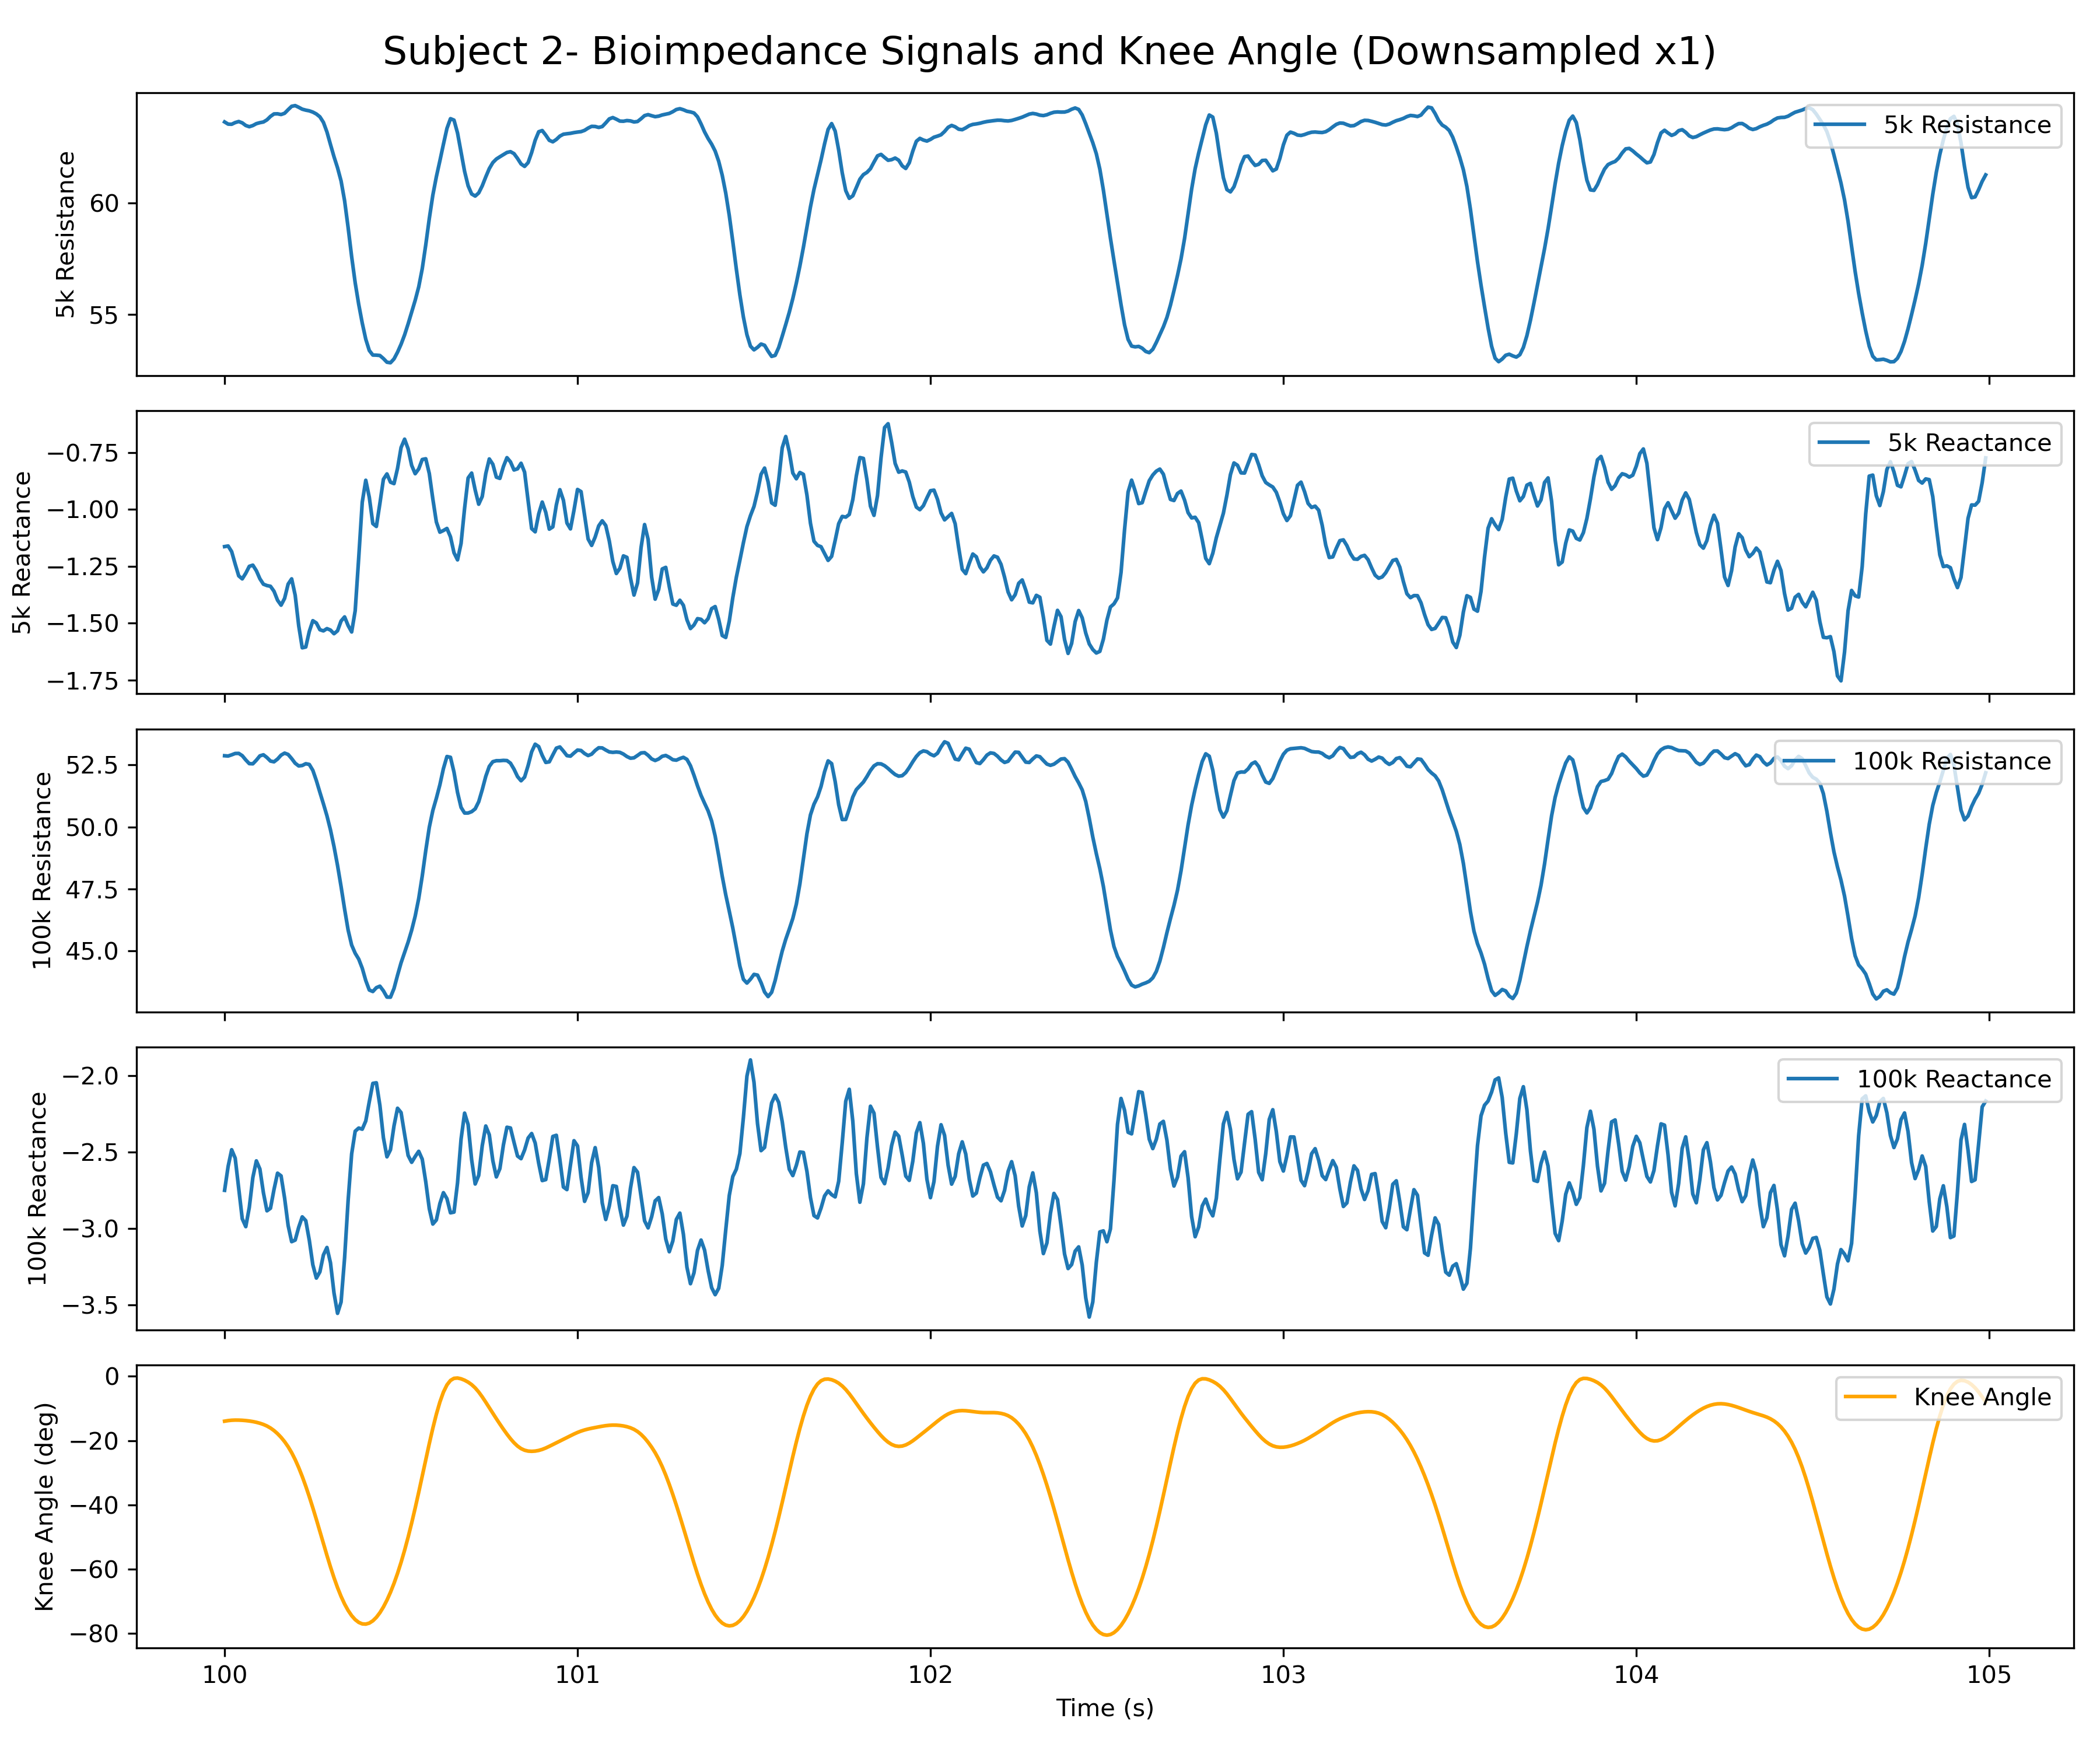 Subject 2- Bioimpedance Signals and Knee Angle (Downsampled x1)
5k Resistance
60
55
5k Resistance
5k Reactance
−0.75
−1.00
−1.25
−1.50
−1.75
5k Reactance
100k Resistance
52.5
50.0
47.5
45.0
100k Resistance
100k Reactance
−2.0
−2.5
−3.0
−3.5
100k Reactance
Knee Angle (deg)
0
−20
−40
−60
−80
Knee Angle
100 101 102 103 104 105
Time (s)